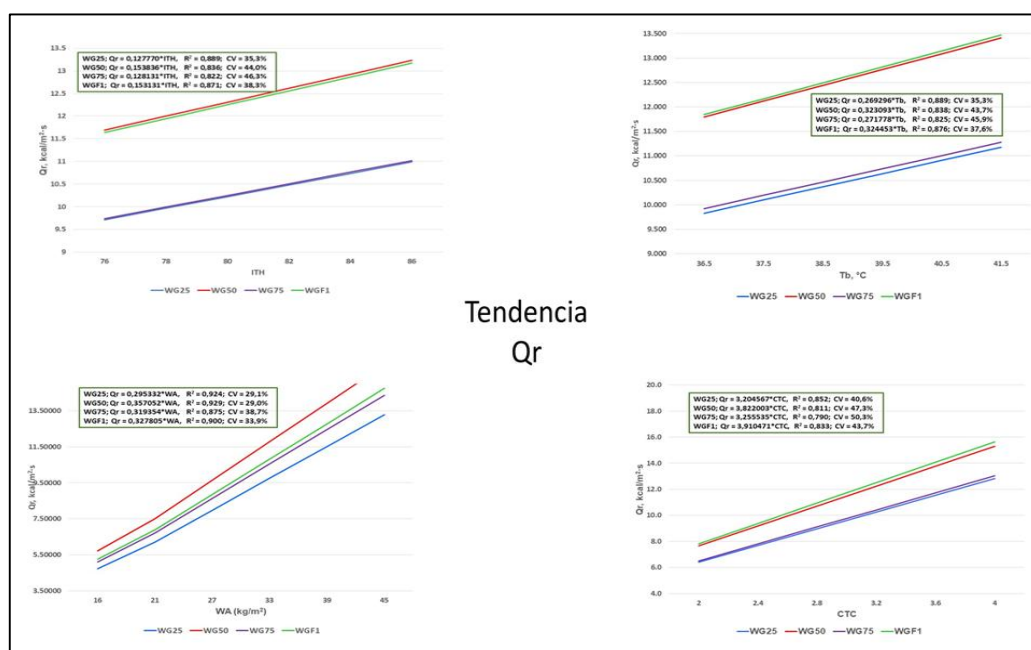 13.5
13
12.5
12
11.5
11
10.5
10
9.5
9
Qr, kcal/m²·s
WG25; Qr = 0,127770*ITH, R² = 0,889; CV = 35,3%
WG50; Qr = 0,153836*ITH, R² = 0,836; CV = 44,0%
WG75; Qr = 0,128131*ITH, R² = 0,822; CV = 46,3%
WGF1; Qr = 0,153131*ITH, R² = 0,871; CV = 38,3%
76 78 80 82 84 86
ITH
WG25 WG50 WG75 WGF1
13.500
13.000
12.500
12.000
11.500
11.000
10.500
10.000
9.500
9.000
Qr, kcal/m²·s
WG25; Qr = 0,269296*Tb, R² = 0,889; CV = 35,3%
WG50; Qr = 0,323093*Tb, R² = 0,838; CV = 43,7%
WG75; Qr = 0,271778*Tb, R² = 0,825; CV = 45,9%
WGF1; Qr = 0,324453*Tb, R² = 0,876; CV = 37,6%
36.5 37.5 38.5 39.5 40.5 41.5
Tb, °C
WG25 WG50 WG75 WGF1
Tendencia
Qr
WG25; Qr = 0,295332*WA, R² = 0,924; CV = 29,1%
WG50; Qr = 0,357052*WA, R² = 0,929; CV = 29,0%
WG75; Qr = 0,319354*WA, R² = 0,875; CV = 38,7%
WGF1; Qr = 0,327805*WA, R² = 0,900; CV = 33,9%
13.50000
11.50000
9.50000
7.50000
5.50000
3.50000
Qr, kcal/m²·s
16 21 27 33 39 45
WA (kg/m²)
WG25 WG50 WG75 WGF1
20.0
18.0
16.0
14.0
12.0
10.0
8.0
6.0
4.0
Qr, kcal/m²·s
WG25; Qr = 3,204567*CTC, R² = 0,852; CV = 40,6%
WG50; Qr = 3,822003*CTC, R² = 0,811; CV = 47,3%
WG75; Qr = 3,255535*CTC, R² = 0,790; CV = 50,3%
WGF1; Qr = 3,910471*CTC, R² = 0,833; CV = 43,7%
2 2.4 2.8 3.2 3.6 4
CTC
WG25 WG50 WG75 WGF1